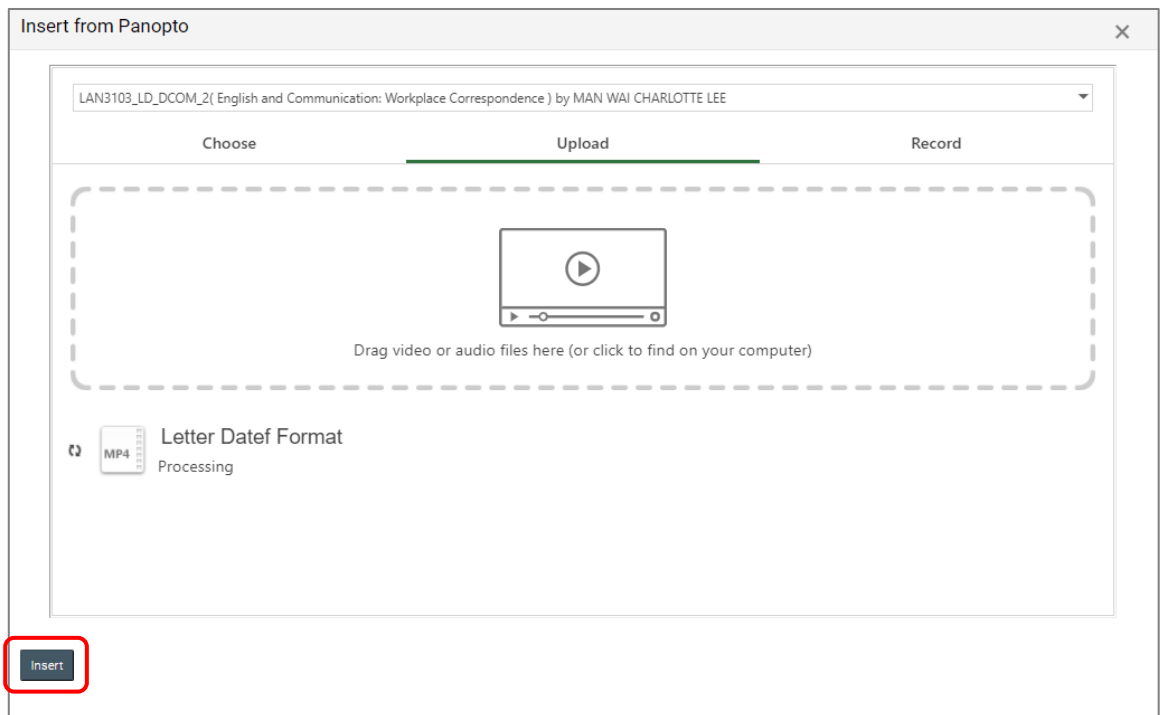 Insert from Panopto
LAN3103_LD_DCOM_2( English and Communication: Workplace Correspondence ) by MAN WAI CHARLOTTE LEE
Choose Upload Record
Drag video or audio files here (or click to find on your computer)
MP4 Letter Datef Format
Processing
Insert